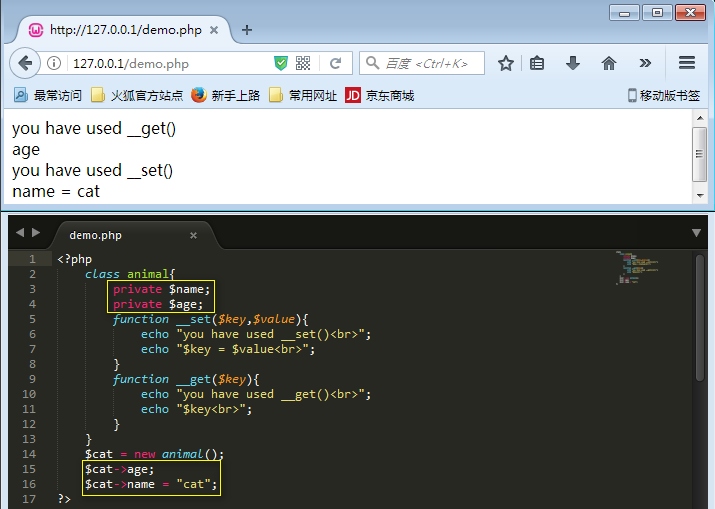 http://127.0.0.1/demo.php
127.0.0.1/demo.php
百度 <Ctrl+K>
最常访问 火狐官方站点 新手上路 常用网址 JD 京东商城 移动版书签
you have used __get()
age
you have used __set()
name = cat
demo.php
1 <?php
2 class animal{
3 private $name;
4 private $age;
5 function __set($key,$value){
6 echo "you have used __set()<br>";
7 echo "$key = $value<br>";
8 }
9 function __get($key){
10 echo "you have used __get()<br>";
11 echo "$key<br>";
12 }
13 }
14 $cat = new animal();
15 $cat->age;
16 $cat->name = "cat";
17 ?>